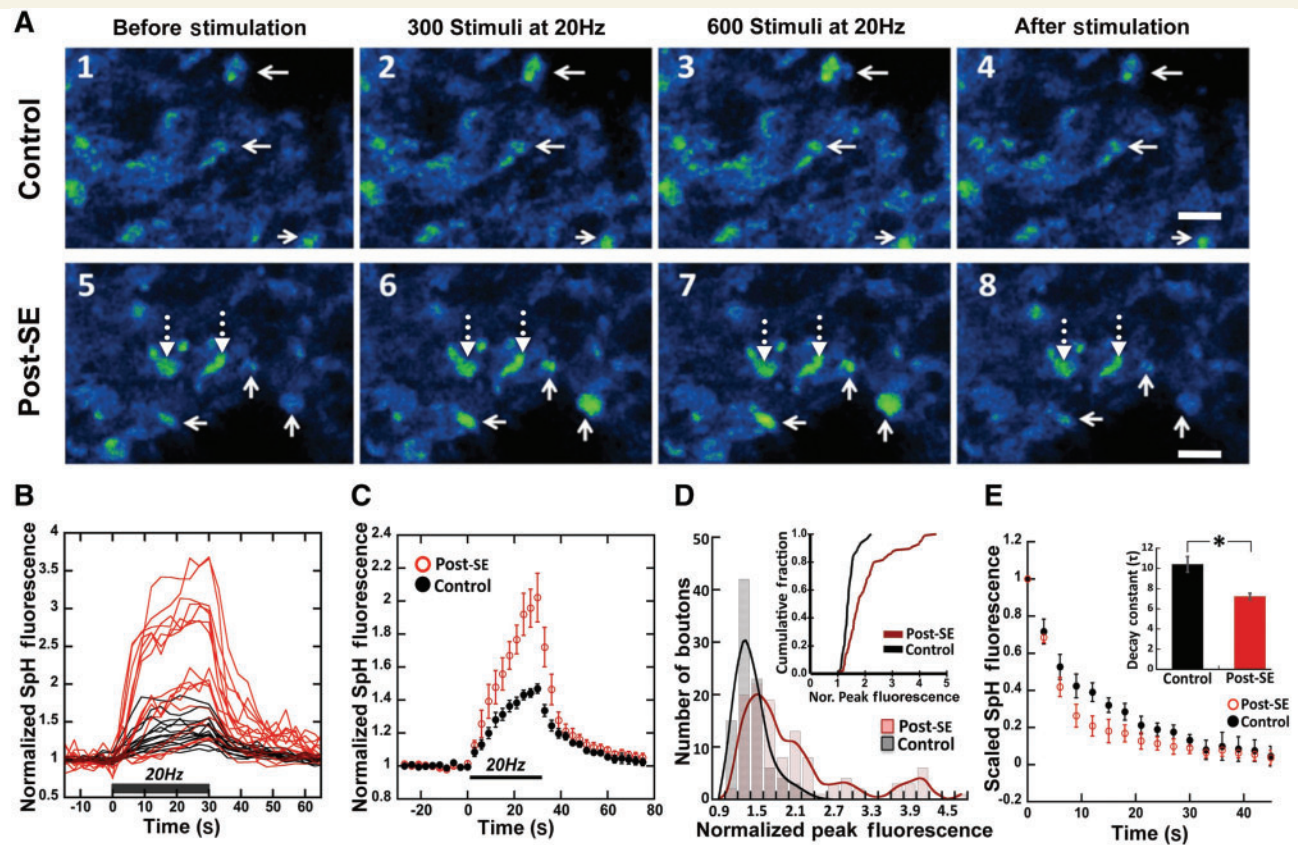 A
Before stimulation
300 Stimuli at 20Hz
600 Stimuli at 20Hz
After stimulation
Control
1
2
3
4
Post-SE
5
6
7
8
B
Normalized SpH fluorescence
4
3.5
3
2.5
2
1.5
1
0.5
20Hz
0 10 20 30 40 50 60
Time (s)
C
Normalized SpH fluorescence
2.4
2.2
2
1.8
1.6
1.4
1.2
1
0.8
Post-SE
Control
20Hz
-20 0 20 40 60 80
Time (s)
D
Number of boutons
50
40
30
20
10
0
0.9 1.5 2.1 2.7 3.3 3.9 4.5
Normalized peak fluorescence
Post-SE
Control
Cumulative fraction
1.0
0.8
0.6
0.4
0.2
0
0 1 2 3 4 5
Nor. Peak fluorescence
Post-SE
Control
E
Scaled SpH fluorescence
1.2
1
0.8
0.6
0.4
0.2
0
-0.2
0 10 20 30 40
Time (s)
Post-SE
Control
Decay constant (τ)
12
10
8
6
4
2
0
*
Control Post-SE